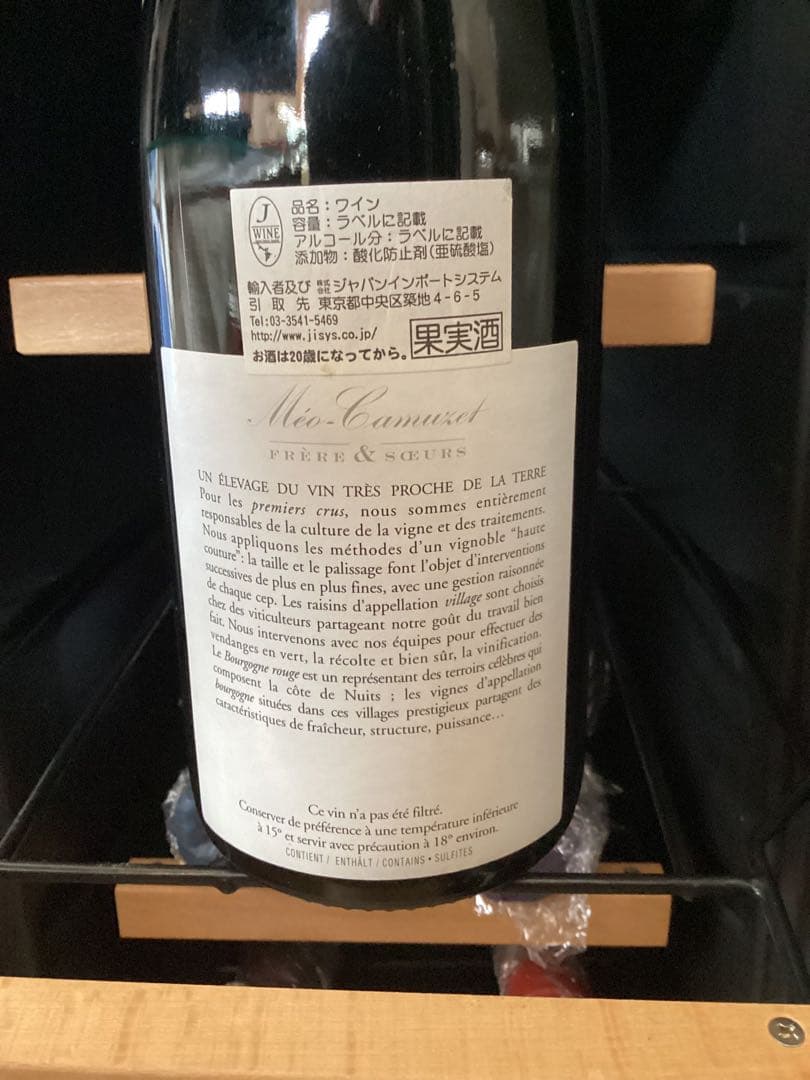 J
WINE
品名：ワイン
容量：ラベルに記載
アルコール分：ラベルに記載
添加物：酸化防止剤（亜硫酸塩）
輸入者及び 株式会社 ジャパンインポートシステム
引取先 東京都中央区築地4-6-5
Tel:03-3541-5469
http://www.jisys.co.jp/
お酒は20歳になってから。 果実酒
Méo-Camuzet
FRÈRE & SŒURS
UN ÉLEVAGE DU VIN TRÈS PROCHE DE LA TERRE
Pour les premiers crus, nous sommes entièrement
responsables de la culture de la vigne et des traitements.
Nous appliquons les méthodes d'un vignoble "haute
couture": la taille et le palissage font l'objet d'interventions
successives de plus en plus fines, avec une gestion raisonnée
de chaque cep. Les raisins d'appellation village sont choisis
chez des viticulteurs partageant notre goût du travail bien
fait. Nous intervenons avec nos équipes pour effectuer des
vendanges en vert, la récolte et bien sûr, la vinification.
Le Bourgogne rouge est un représentant des terroirs célèbres qui
composent la côte de Nuits ; les vignes d'appellation
bourgogne situées dans ces villages prestigieux partagent des
caractéristiques de fraîcheur, structure, puissance...
Ce vin n'a pas été filtré.
Conserver de préférence à une température inférieure
à 15° et servir avec précaution à 18° environ.
CONTIENT / ENTHÄLT / CONTAINS • SULFITES